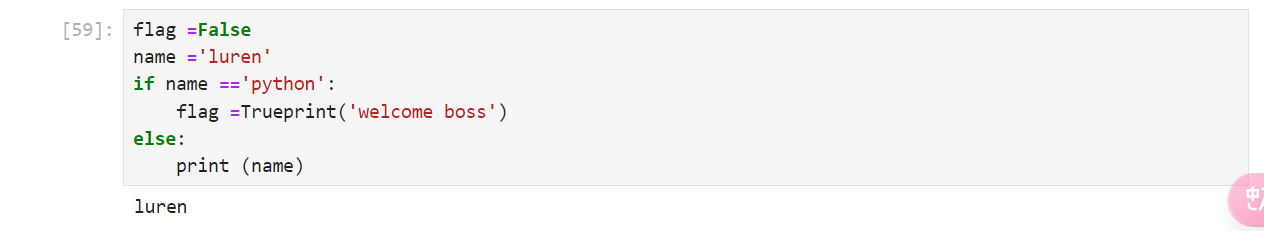 [59]:
flag =False
name ='luren'
if name =='python':
    flag =Trueprint('welcome boss')
else:
    print (name)
luren